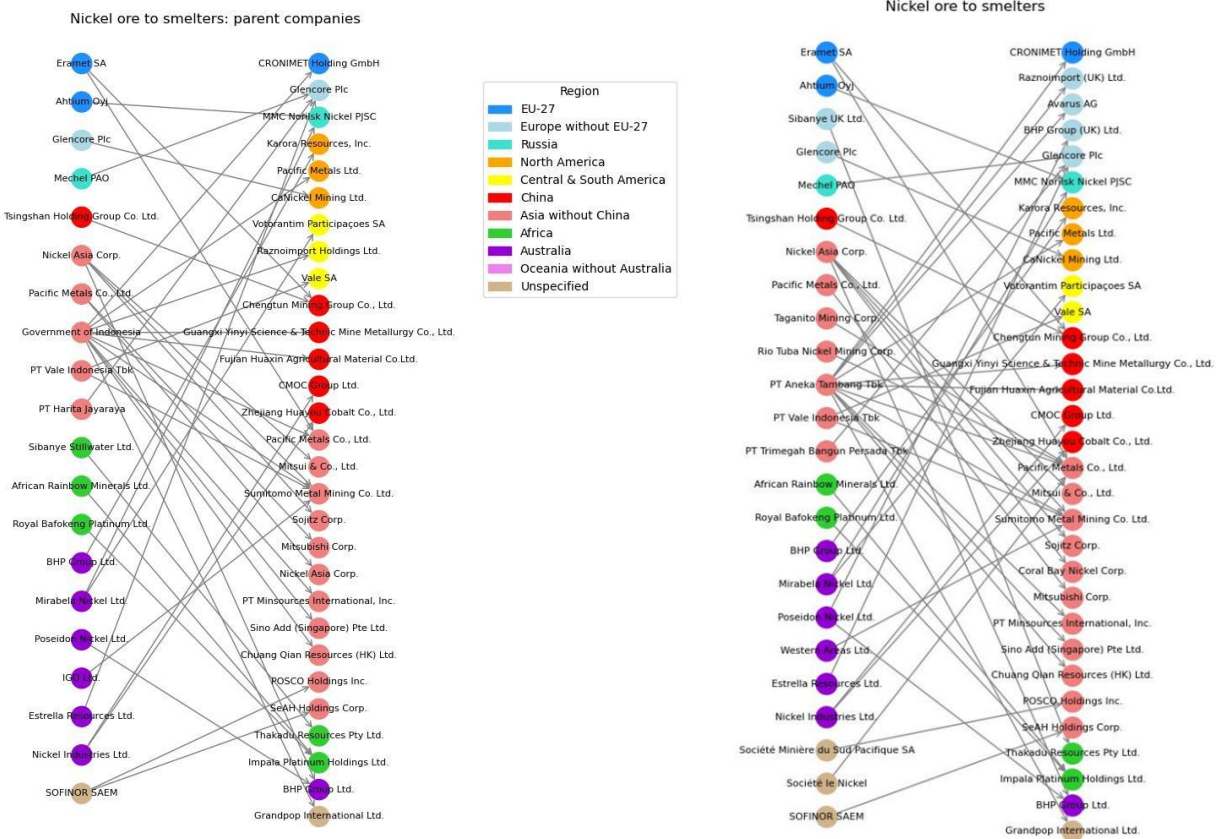 Nickel ore to smelters: parent companies
Eramet SA
Ahtium Oyj
Glencore Plc
Mechel PAO
Tsingshan Holding Group Co. Ltd.
Nickel Asia Corp.
Pacific Metals Co., Ltd.
Government of Indonesia
PT Vale Indonesia Tbk
PT Harita Jayaraya
Sibanye Stillwater Ltd.
African Rainbow Minerals Ltd.
Royal Bafokeng Platinum Ltd.
BHP Group Ltd.
Mirabela Nickel Ltd.
Poseidon Nickel Ltd.
IGO Ltd.
Estrella Resources Ltd.
Nickel Industries Ltd.
SOFINOR SAEM
CRONIMET Holding GmbH
Glencore Plc
MMC Norilsk Nickel PJSC
Karora Resources, Inc.
Pacific Metals Ltd.
CaNickel Mining Ltd.
Votorantim Participaçoes SA
Raznoimport Holdings Ltd.
Vale SA
Chengtun Mining Group Co., Ltd.
Guangxi Yinyi Science & Technic Mine Metallurgy Co., Ltd.
Fujian Huaxin Agricultural Material Co.Ltd.
CMOC Group Ltd.
Zhejiang Huayou Cobalt Co., Ltd.
Pacific Metals Co., Ltd.
Mitsui & Co., Ltd.
Sumitomo Metal Mining Co. Ltd.
Sojitz Corp.
Mitsubishi Corp.
Nickel Asia Corp.
PT Minsources International, Inc.
Sino Add (Singapore) Pte Ltd.
Chuang Qian Resources (HK) Ltd.
POSCO Holdings Inc.
SeAH Holdings Corp.
Thakadu Resources Pty Ltd.
Impala Platinum Holdings Ltd.
BHP Group Ltd.
Grandpop International Ltd.
Region
EU-27
Europe without EU-27
Russia
North America
Central & South America
China
Asia without China
Africa
Australia
Oceania without Australia
Unspecified
Nickel ore to smelters
Eramet SA
Ahtium Oyj
Sibanye UK Ltd.
Glencore Plc
Mechel PAO
Tsingshan Holding Group Co. Ltd.
Nickel Asia Corp.
Pacific Metals Co., Ltd.
Taganito Mining Corp.
Rio Tuba Nickel Mining Corp.
PT Aneka Tambang Tbk
PT Vale Indonesia Tbk
PT Trimegah Bangun Persada Tbk
African Rainbow Minerals Ltd.
Royal Bafokeng Platinum Ltd.
BHP Group Ltd.
Mirabela Nickel Ltd.
Poseidon Nickel Ltd.
Western Areas Ltd.
Estrella Resources Ltd.
Nickel Industries Ltd.
Société Minière du Sud Pacifique SA
Société le Nickel
SOFINOR SAEM
CRONIMET Holding GmbH
Raznoimport (UK) Ltd.
Avarus AG
BHP Group (UK) Ltd.
Glencore Plc
MMC Norilsk Nickel PJSC
Karora Resources, Inc.
Pacific Metals Ltd.
CaNickel Mining Ltd.
Votorantim Participaçoes SA
Vale SA
Chengtun Mining Group Co., Ltd.
Guangxi Yinyi Science & Technic Mine Metallurgy Co., Ltd.
Fujian Huaxin Agricultural Material Co.Ltd.
CMOC Group Ltd.
Zhejiang Huayou Cobalt Co., Ltd.
Pacific Metals Co., Ltd.
Mitsui & Co., Ltd.
Sumitomo Metal Mining Co. Ltd.
Sojitz Corp.
Coral Bay Nickel Corp.
Mitsubishi Corp.
PT Minsources International, Inc.
Sino Add (Singapore) Pte Ltd.
Chuang Qian Resources (HK) Ltd.
POSCO Holdings Inc.
SeAH Holdings Corp.
Thakadu Resources Pty Ltd.
Impala Platinum Holdings Ltd.
BHP Group Ltd.
Grandpop International Ltd.